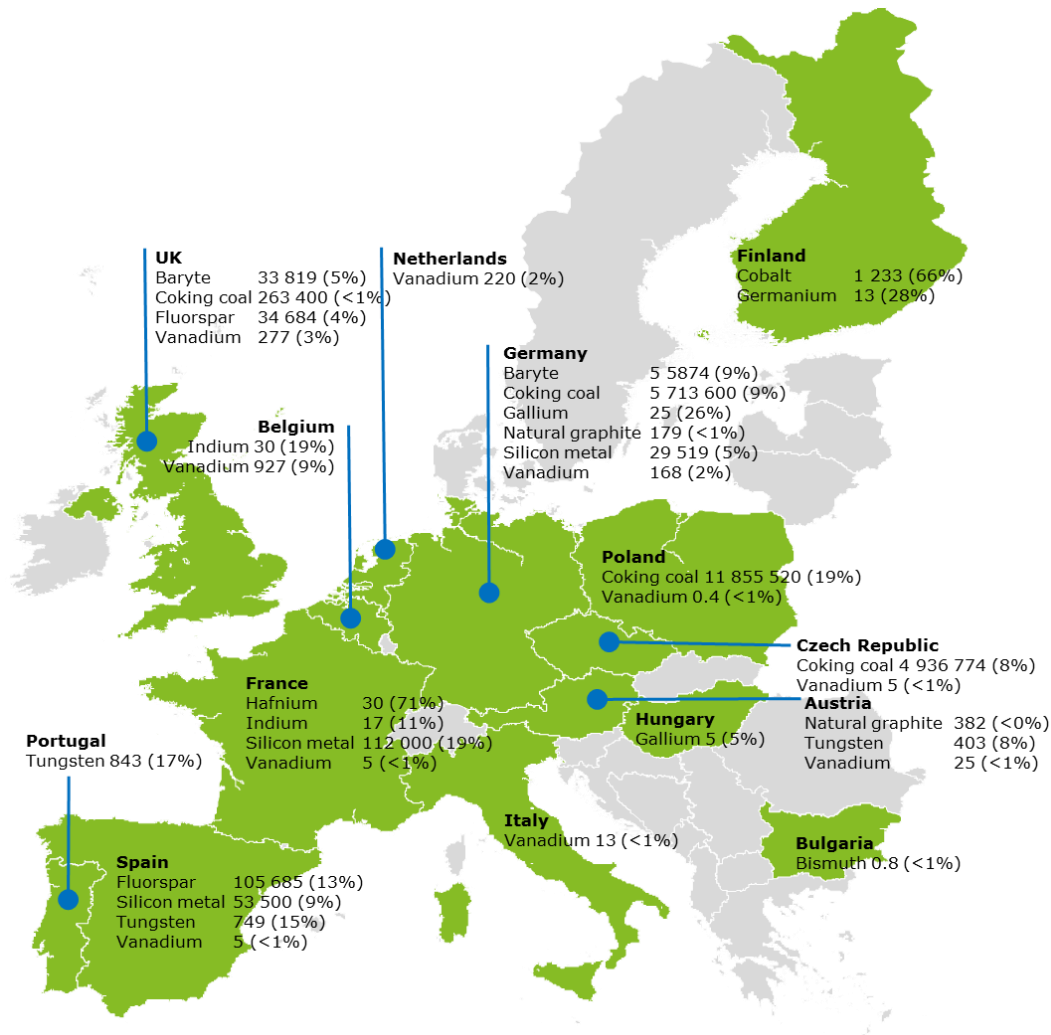 UK
Baryte 33 819 (5%)
Coking coal 263 400 (<1%)
Fluorspar 34 684 (4%)
Vanadium 277 (3%)
Netherlands
Vanadium 220 (2%)
Finland
Cobalt 1 233 (66%)
Germanium 13 (28%)
Germany
Baryte 5 5874 (9%)
Coking coal 5 713 600 (9%)
Gallium 25 (26%)
Natural graphite 179 (<1%)
Silicon metal 29 519 (5%)
Vanadium 168 (2%)
Belgium
Indium 30 (19%)
Vanadium 927 (9%)
Poland
Coking coal 11 855 520 (19%)
Vanadium 0.4 (<1%)
Czech Republic
Coking coal 4 936 774 (8%)
Vanadium 5 (<1%)
France
Hafnium 30 (71%)
Indium 17 (11%)
Silicon metal 112 000 (19%)
Vanadium 5 (<1%)
Austria
Natural graphite 382 (<0%)
Tungsten 403 (8%)
Vanadium 25 (<1%)
Hungary
Gallium 5 (5%)
Portugal
Tungsten 843 (17%)
Italy
Vanadium 13 (<1%)
Bulgaria
Bismuth 0.8 (<1%)
Spain
Fluorspar 105 685 (13%)
Silicon metal 53 500 (9%)
Tungsten 749 (15%)
Vanadium 5 (<1%)